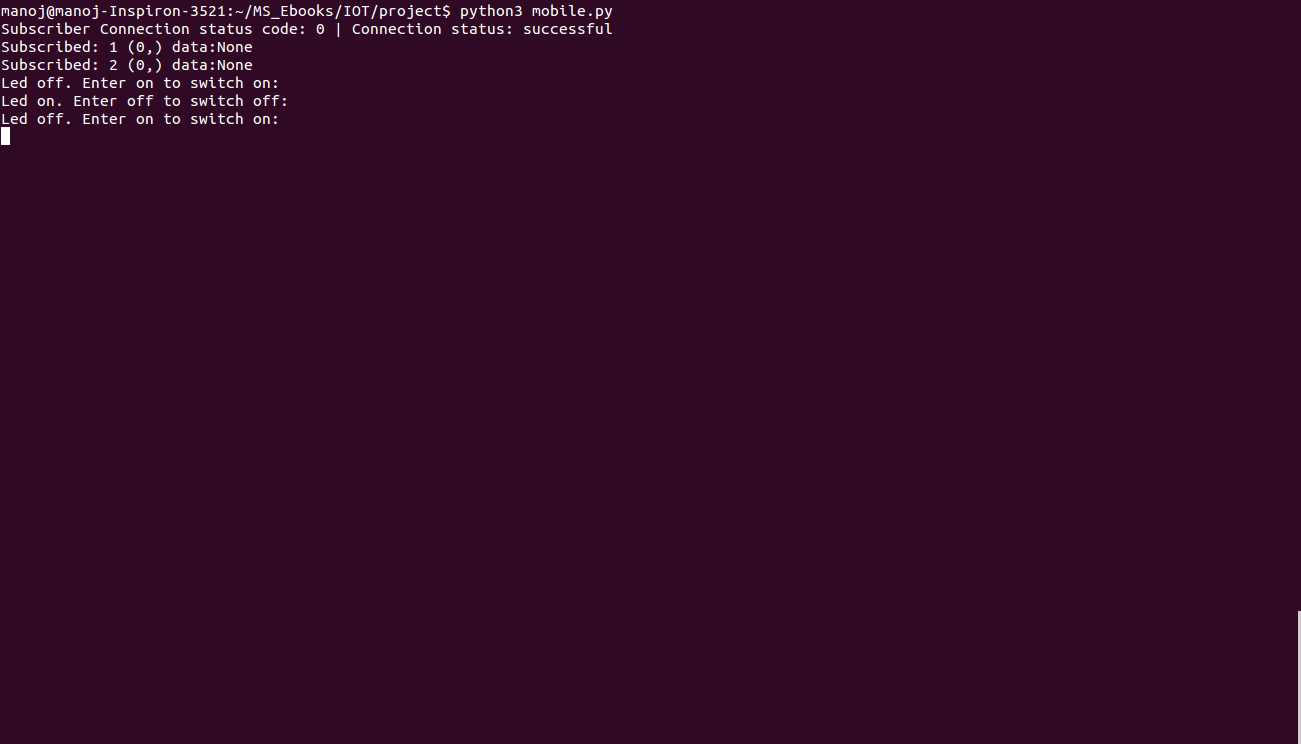 manoj@manoj-Inspiron-3521:~/MS_Ebooks/IOT/project$ python3 mobile.py
Subscriber Connection status code: 0 | Connection status: successful
Subscribed: 1 (0,) data:None
Subscribed: 2 (0,) data:None
Led off. Enter on to switch on:
Led on. Enter off to switch off:
Led off. Enter on to switch on: